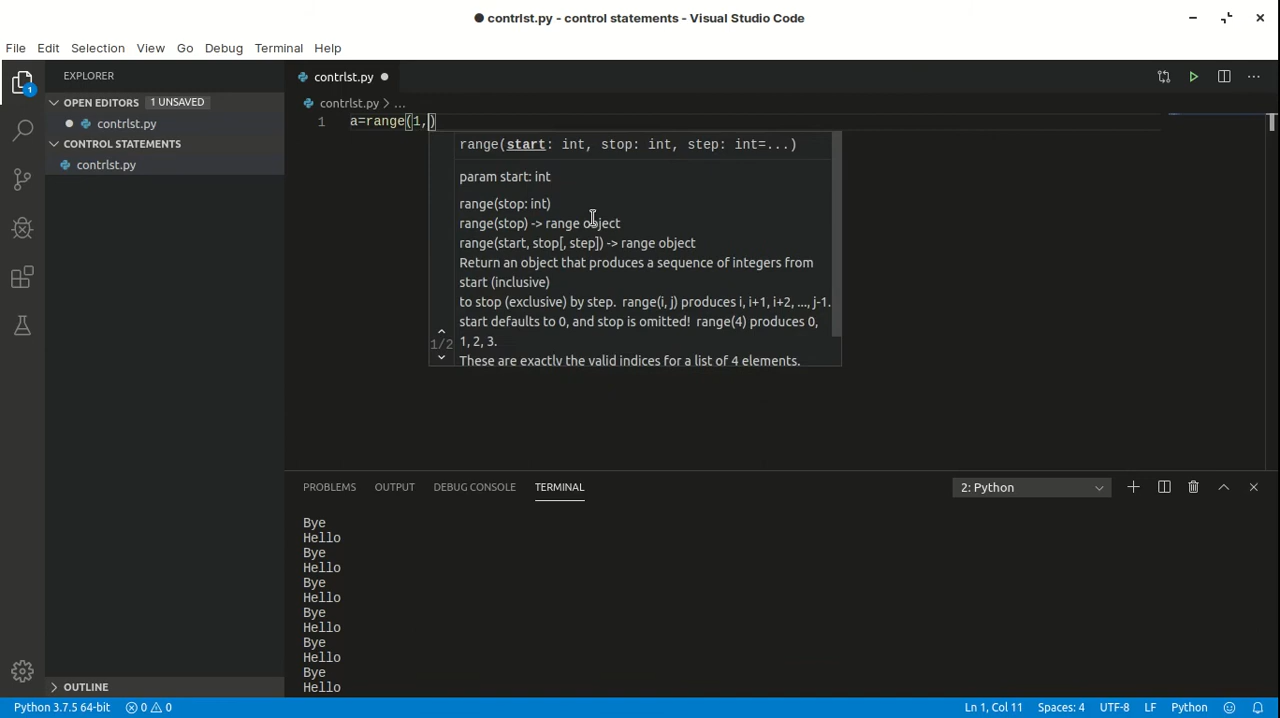 ● contrlst.py - control statements - Visual Studio Code
File Edit Selection View Go Debug Terminal Help
EXPLORER
contrlst.py ●
OPEN EDITORS 1 UNSAVED
contrlst.py > ...
● contrlst.py
1 a=range(1,)
CONTROL STATEMENTS
contrlst.py
1
range(start: int, stop: int, step: int=...)
param start: int
range(stop: int)
range(stop) -> range object
range(start, stop[, step]) -> range object
Return an object that produces a sequence of integers from
start (inclusive)
to stop (exclusive) by step. range(i, j) produces i, i+1, i+2, ..., j-1.
start defaults to 0, and stop is omitted! range(4) produces 0,
1, 2, 3.
1/2
These are exactly the valid indices for a list of 4 elements.
PROBLEMS OUTPUT DEBUG CONSOLE TERMINAL 2: Python
Bye
Hello
Bye
Hello
Bye
Hello
Bye
Hello
Bye
Hello
Bye
Hello
OUTLINE
Python 3.7.5 64-bit 0 0 Ln 1, Col 11 Spaces: 4 UTF-8 LF Python